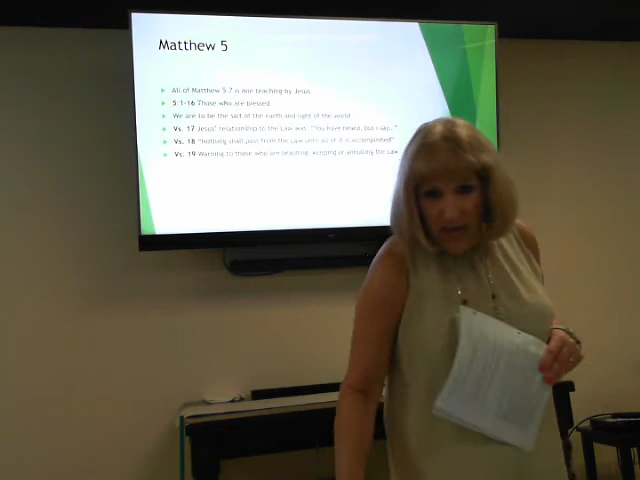 Matthew 5
All of Matthew 5-7 is one teaching by Jesus
5:1-16 Those who are blessed
We are to be the salt of the earth and light of the world
Vs. 17 Jesus' relationship to the Law was "You have heard, but I say…"
Vs. 18 "Nothing shall pass from the Law until all of it is accomplished"
Vs. 19 Warning to those who are teaching, keeping or annulling the Law